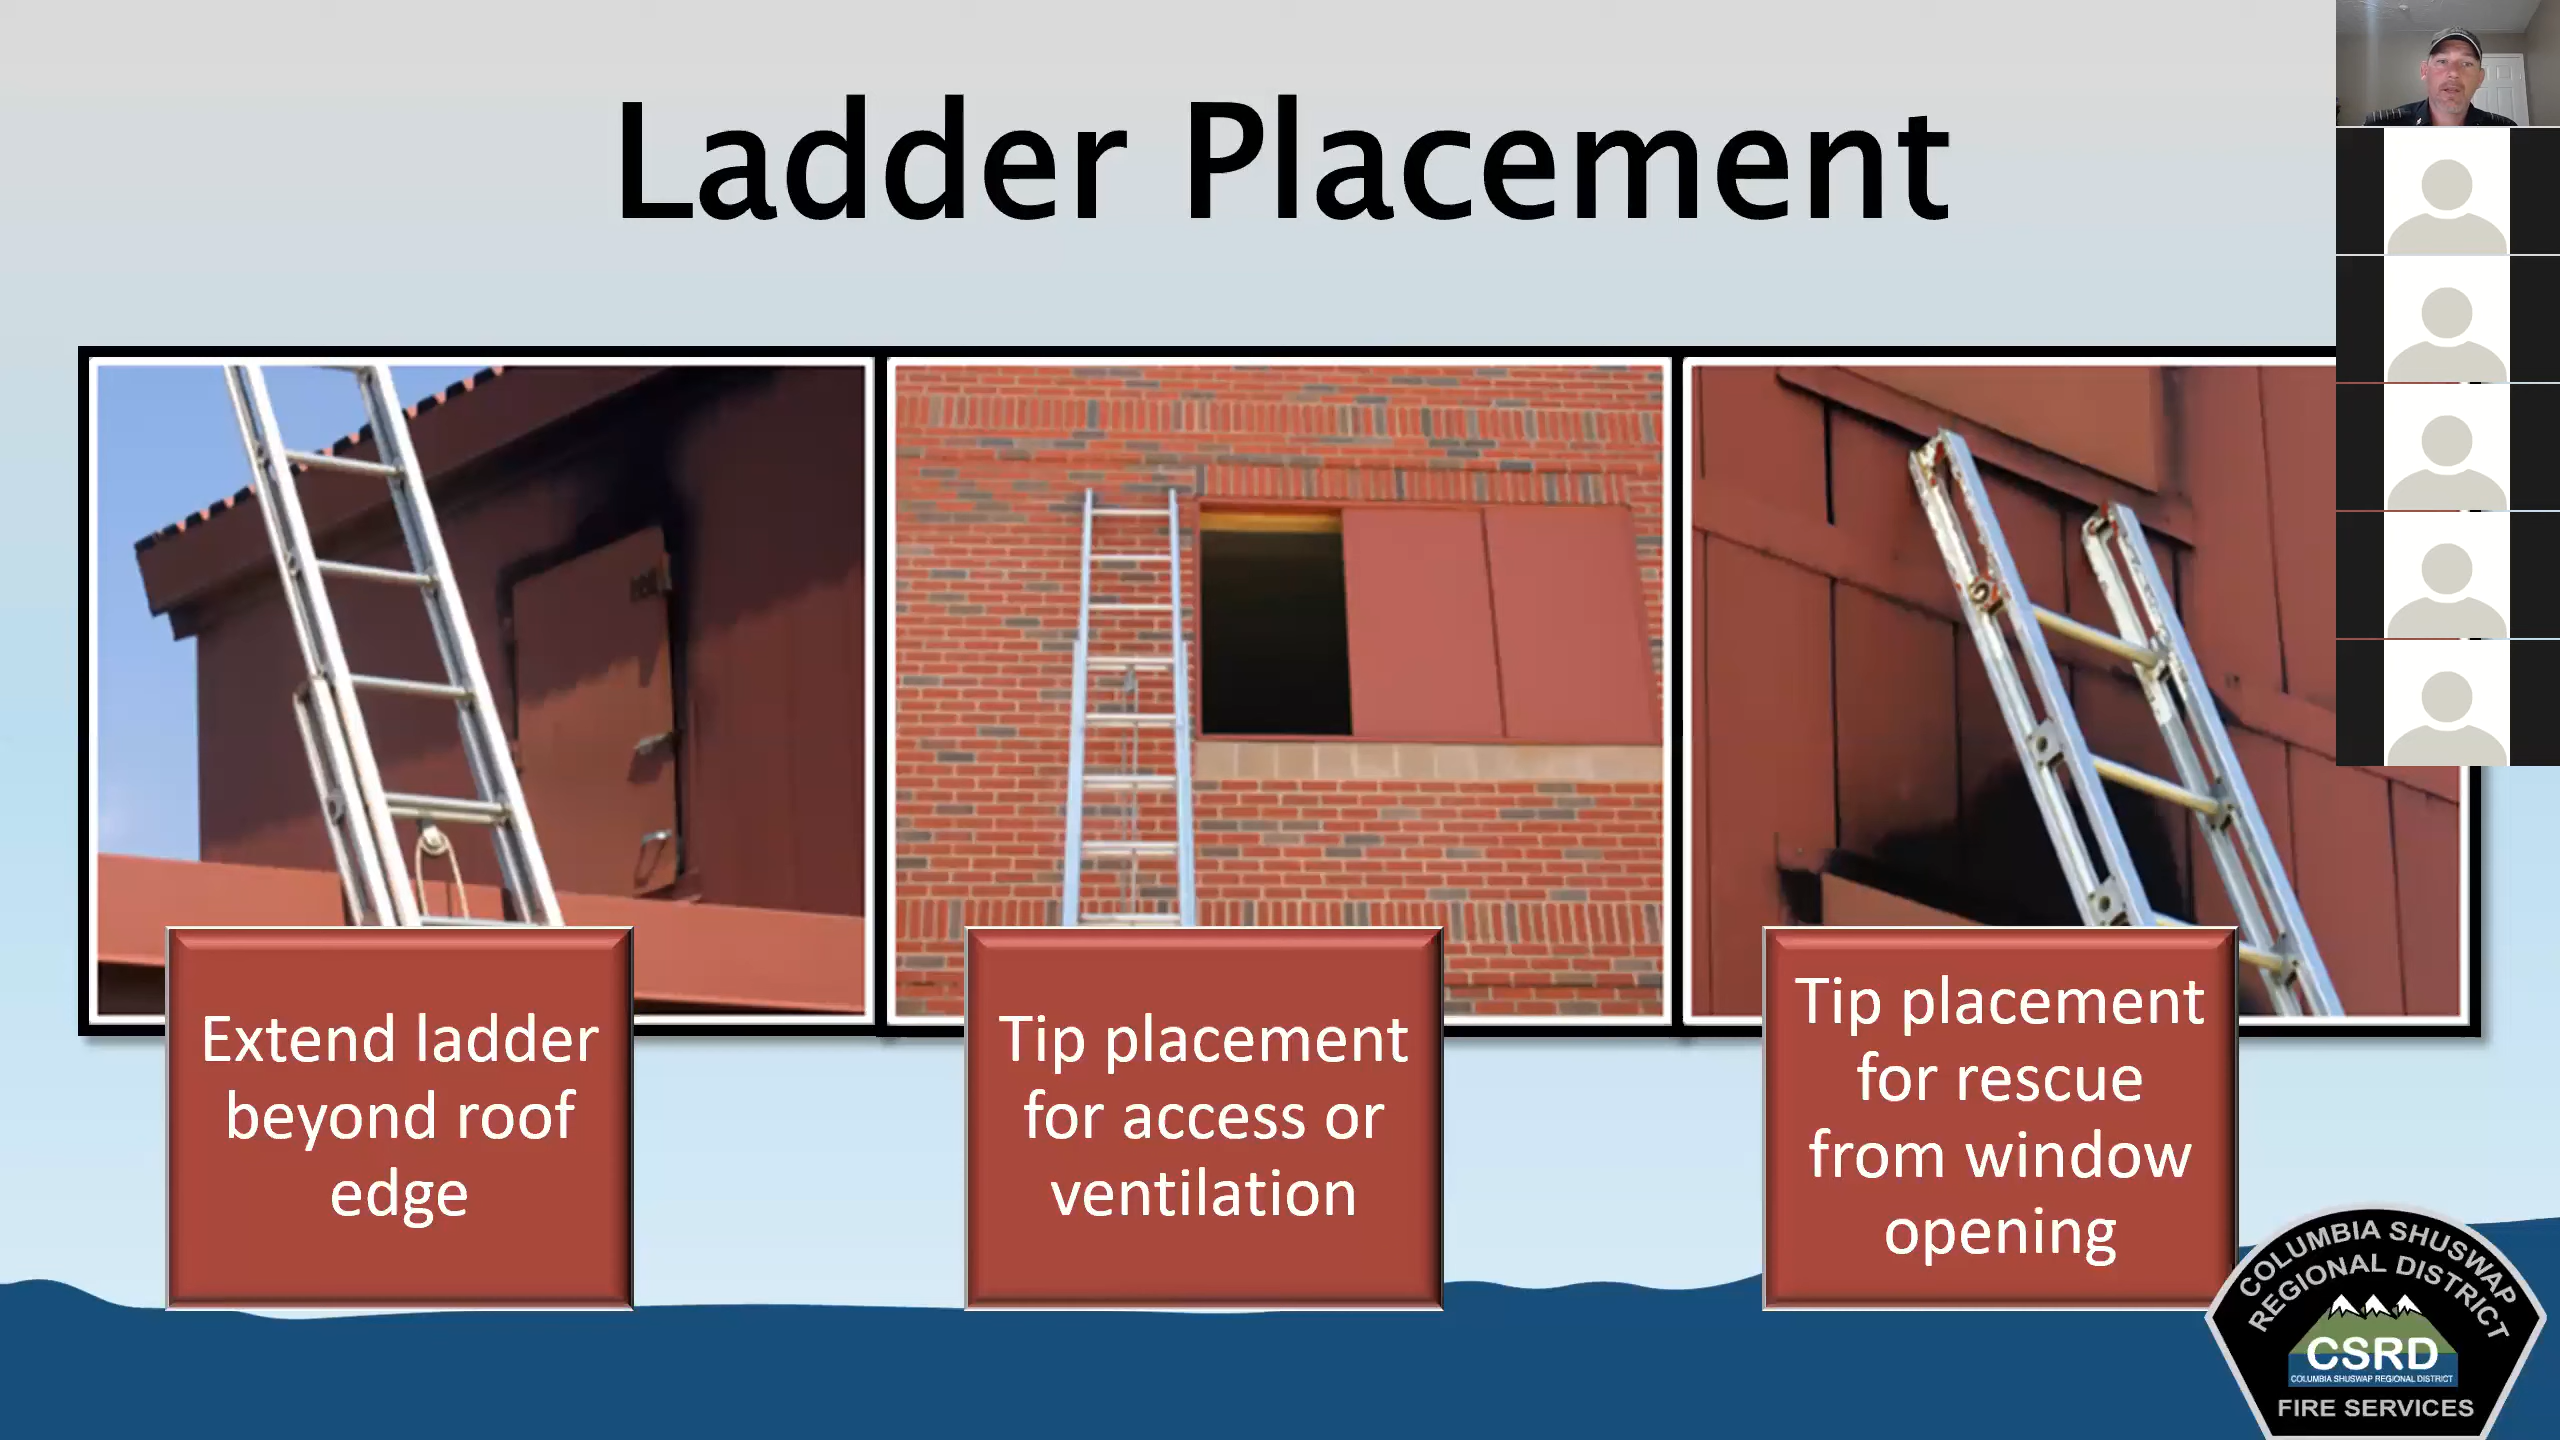 Ladder Placement
Extend ladder
beyond roof
edge
Tip placement
for access or
ventilation
Tip placement
for rescue
from window
opening
COLUMBIA SHUSWAP
REGIONAL DISTRICT
CSRD
COLUMBIA SHUSWAP REGIONAL DISTRICT
FIRE SERVICES